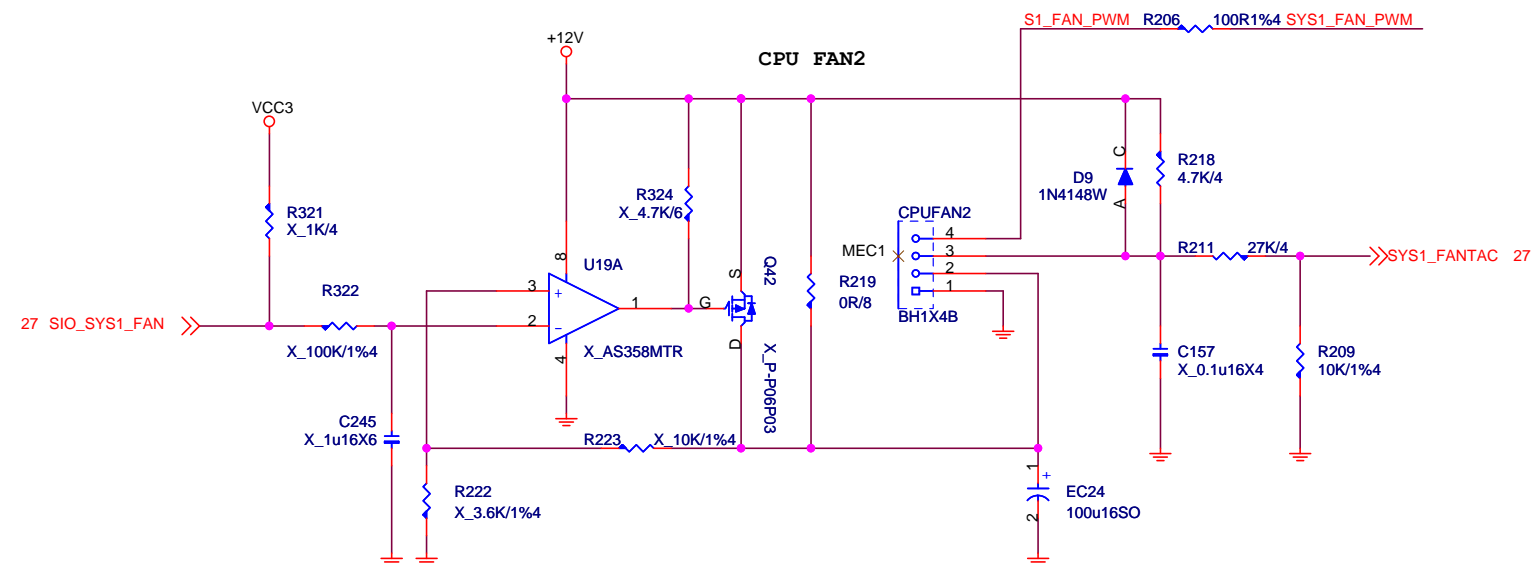 S1_FAN_PWM R206 100R1%4 SYS1_FAN_PWM
+12V
CPU FAN2
VCC3
C
R218
4.7K/4
D9
1N4148W
A
R324
X_4.7K/6
R321
X_1K/4
CPUFAN2
4
3
2
1
MEC1
BH1X4B
R211 27K/4
SYS1_FANTAC 27
8
U19A
S
Q42
G
D
X_P-P06P03
R219
0R/8
R322
X_100K/1%4
27 SIO_SYS1_FAN
3
+
2
−
1
4
X_AS358MTR
C157
X_0.1u16X4
R209
10K/1%4
C245
X_1u16X6
R223 X_10K/1%4
R222
X_3.6K/1%4
1
+
EC24
100u16SO
2